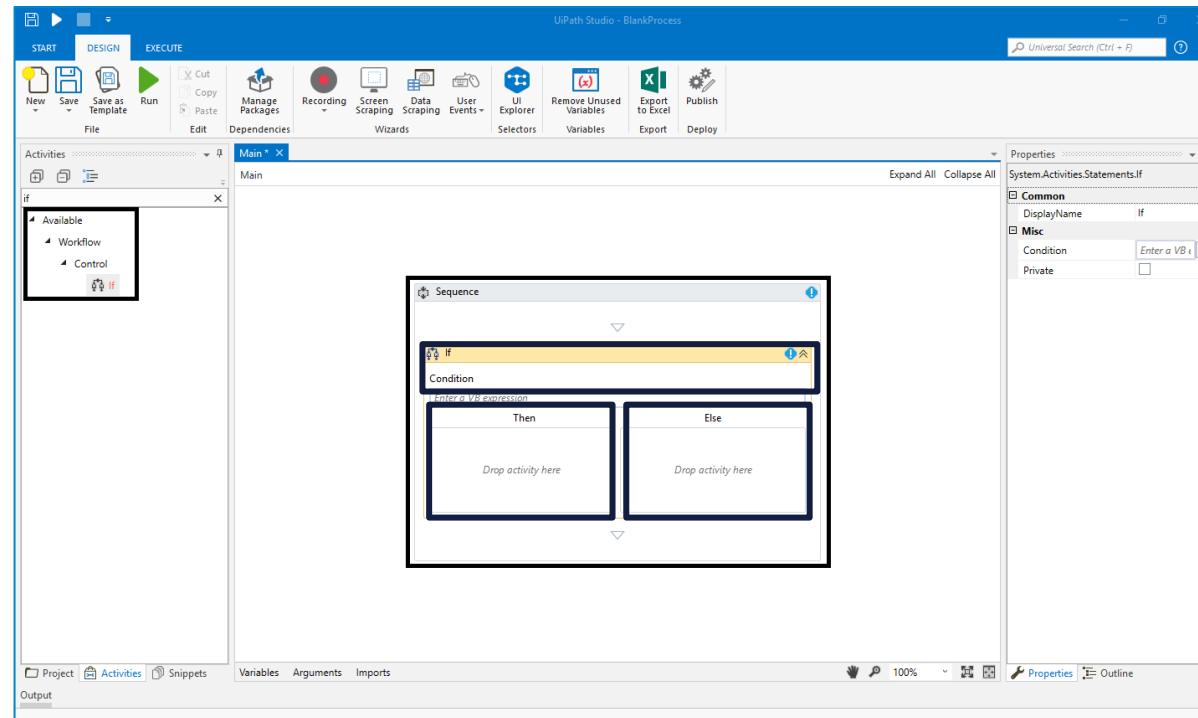 UiPath Studio - BlankProcess
START DESIGN EXECUTE
Universal Search (Ctrl + F)
New Save Save as Template Run
Cut
Copy
Paste
Manage Packages
Recording Screen Scraping Data Scraping User Events
UI Explorer
Remove Unused Variables
Export to Excel
Publish
File Edit Dependencies Wizards Selectors Variables Export Deploy
Activities
if
Available
Workflow
Control
If
Main *
Main Expand All Collapse All
Sequence
If
Condition
Enter a VB expression
Then Else
Drop activity here Drop activity here
Properties
System.Activities.Statements.If
Common
DisplayName If
Misc
Condition Enter a VB e
Private
Project Activities Snippets
Variables Arguments Imports 100%
Properties Outline
Output